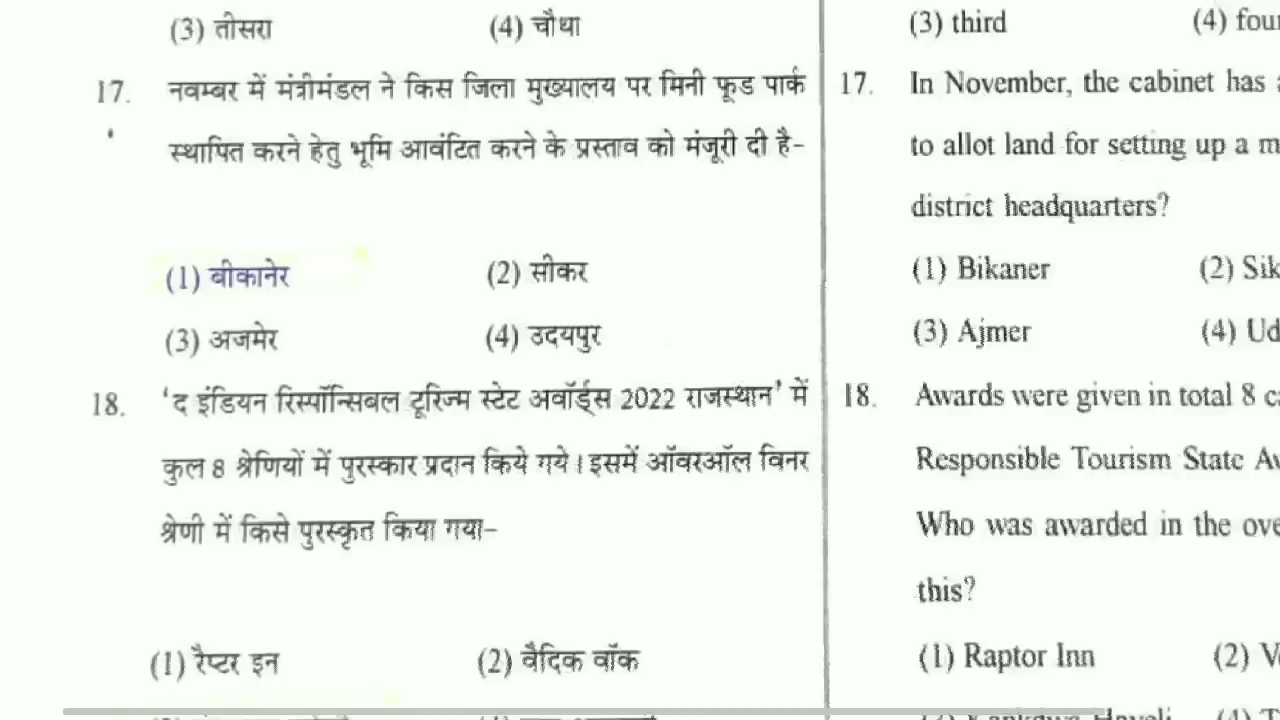 (3) तीसरा
(4) चौथा
17. नवम्बर में मंत्रीमंडल ने किस जिला मुख्यालय पर मिनी फूड पार्क
स्थापित करने हेतु भूमि आवंटित करने के प्रस्ताव को मंजूरी दी है-
(1) बीकानेर
(2) सीकर
(3) अजमेर
(4) उदयपुर
18. 'द इंडियन रिस्पॉन्सिबल टूरिज्म स्टेट अवॉर्ड्स 2022 राजस्थान' में
कुल 8 श्रेणियों में पुरस्कार प्रदान किये गये। इसमें ऑवरऑल विनर
श्रेणी में किसे पुरस्कृत किया गया-
(1) रैप्टर इन
(2) वैदिक वॉक
(3) third
(4) four
17. In November, the cabinet has
to allot land for setting up a m
district headquarters?
(1) Bikaner
(2) Sik
(3) Ajmer
(4) Ud
18. Awards were given in total 8 c
Responsible Tourism State Av
Who was awarded in the ove
this?
(1) Raptor Inn
(2) V